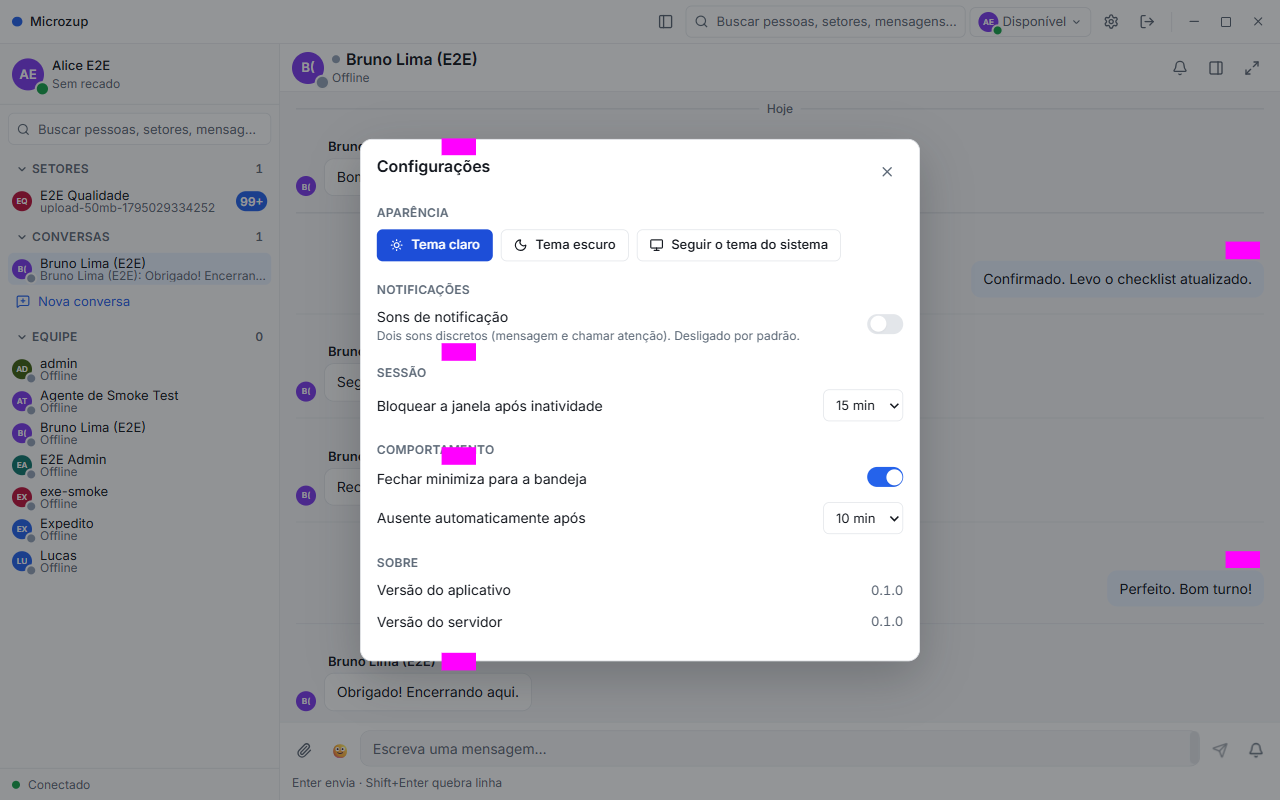 Microzup
Buscar pessoas, setores, mensagens...
AE
Disponível
AE
Alice E2E
Sem recado
Buscar pessoas, setores, mensag...
SETORES 1
EQ
E2E Qualidade
upload-50mb-1795029334252
99+
CONVERSAS 1
B(
Bruno Lima (E2E)
Bruno Lima (E2E): Obrigado! Encerran...
Nova conversa
EQUIPE 0
AD
admin
Offline
AT
Agente de Smoke Test
Offline
B(
Bruno Lima (E2E)
Offline
EA
E2E Admin
Offline
EX
exe-smoke
Offline
EX
Expedito
Offline
LU
Lucas
Offline
Conectado
B(
Bruno Lima (E2E)
Offline
Hoje
B(
Confirmado. Levo o checklist atualizado.
B(
B(
Perfeito. Bom turno!
Bruno Lima (E2E)
B(
Obrigado! Encerrando aqui.
Escreva uma mensagem...
Enter envia · Shift+Enter quebra linha
Configurações
APARÊNCIA
Tema claro
Tema escuro
Seguir o tema do sistema
NOTIFICAÇÕES
Sons de notificação
Dois sons discretos (mensagem e chamar atenção). Desligado por padrão.
SESSÃO
Bloquear a janela após inatividade
15 min
COMPORTAMENTO
Fechar minimiza para a bandeja
Ausente automaticamente após
10 min
SOBRE
Versão do aplicativo 0.1.0
Versão do servidor 0.1.0